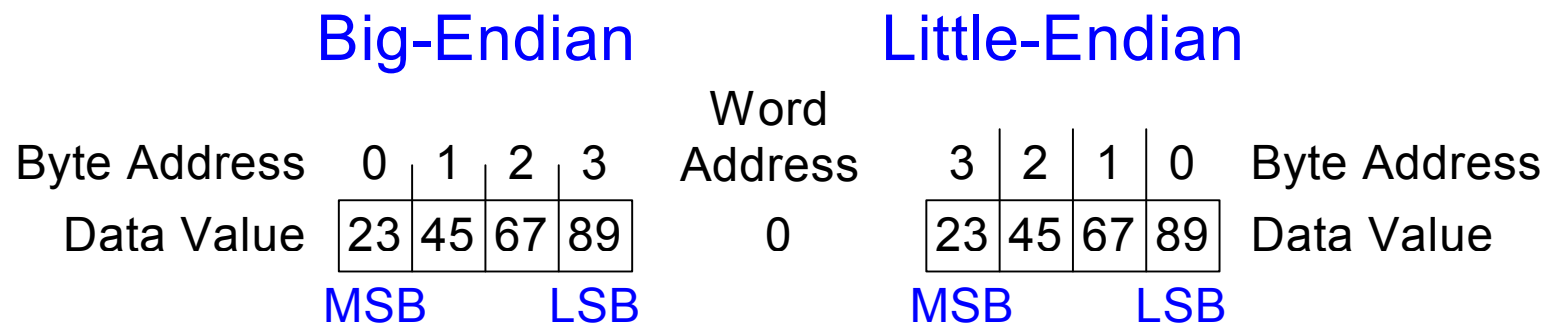 Big-Endian Little-Endian
Word
Byte Address 0 1 2 3 Address 3 2 1 0 Byte Address
Data Value 23 45 67 89 0 23 45 67 89 Data Value
MSB LSB MSB LSB